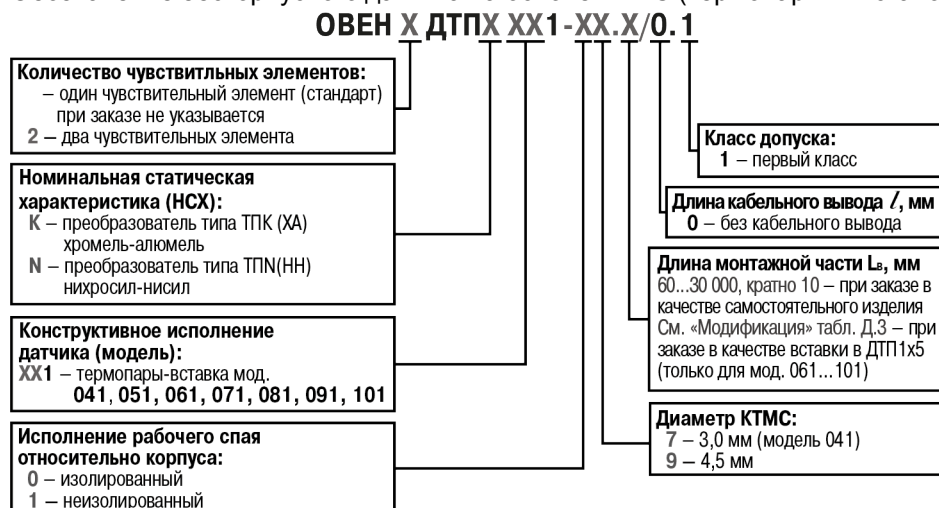 ОВЕН Х ДТПХ ХХ1-ХХ.Х/0.1
Количество чувствитльных элементов:
– один чувствительный элемент (стандарт)
при заказе не указывается
2 – два чувствительных элемента
Номинальная статическая
характеристика (НСХ):
K – преобразователь типа ТПК (ХА)
хромель-алюмель
N – преобразователь типа ТПN(НН)
нихросил-нисил
Конструктивное исполнение
датчика (модель):
ХХ1 – термопары-вставка мод.
041, 051, 061, 071, 081, 091, 101
Исполнение рабочего спая
относительно корпуса:
0 – изолированный
1 – неизолированный
Класс допуска:
1 – первый класс
Длина кабельного вывода l, мм
0 – без кабельного вывода
Длина монтажной части Lв, мм
60...30 000, кратно 10 – при заказе в
качестве самостоятельного изделия
См. «Модификация» табл. Д.3 – при
заказе в качестве вставки в ДТП1х5
(только для мод. 061...101)
Диаметр КТМС:
7 – 3,0 мм (модель 041)
9 – 4,5 мм